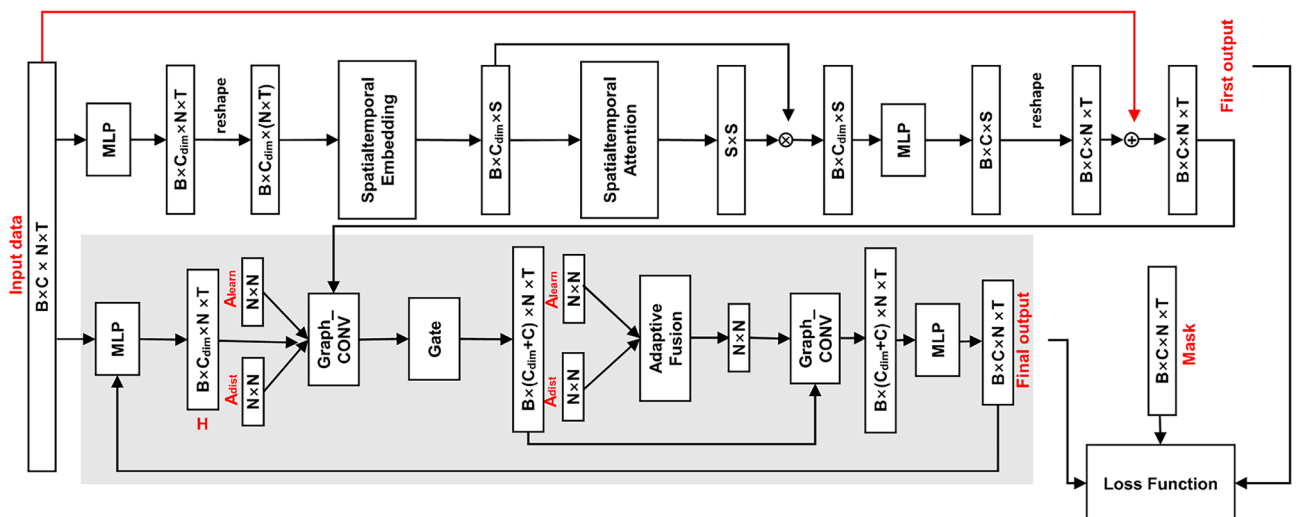 Input data
B×C × N×T
MLP
B×Cdim×N×T
reshape
B×Cdim×(N×T)
Spatialtemporal
Embedding
B×Cdim×S
Spatialtemporal
Attention
S×S
⊗
B×Cdim×S
MLP
B×C×S
reshape
B×C×N ×T
⊕
B×C×N ×T
First output
MLP
B×Cdim×N ×T
H
Alearn
N×N
Adist
N×N
Graph_
CONV
Gate
B×(Cdim+C) ×N ×T
Alearn
N×N
Adist
N×N
Adaptive
Fusion
N×N
Graph_
CONV
B×(Cdim+C) ×N ×T
MLP
B×C×N ×T
Final output
B×C×N×T
Mask
Loss Function